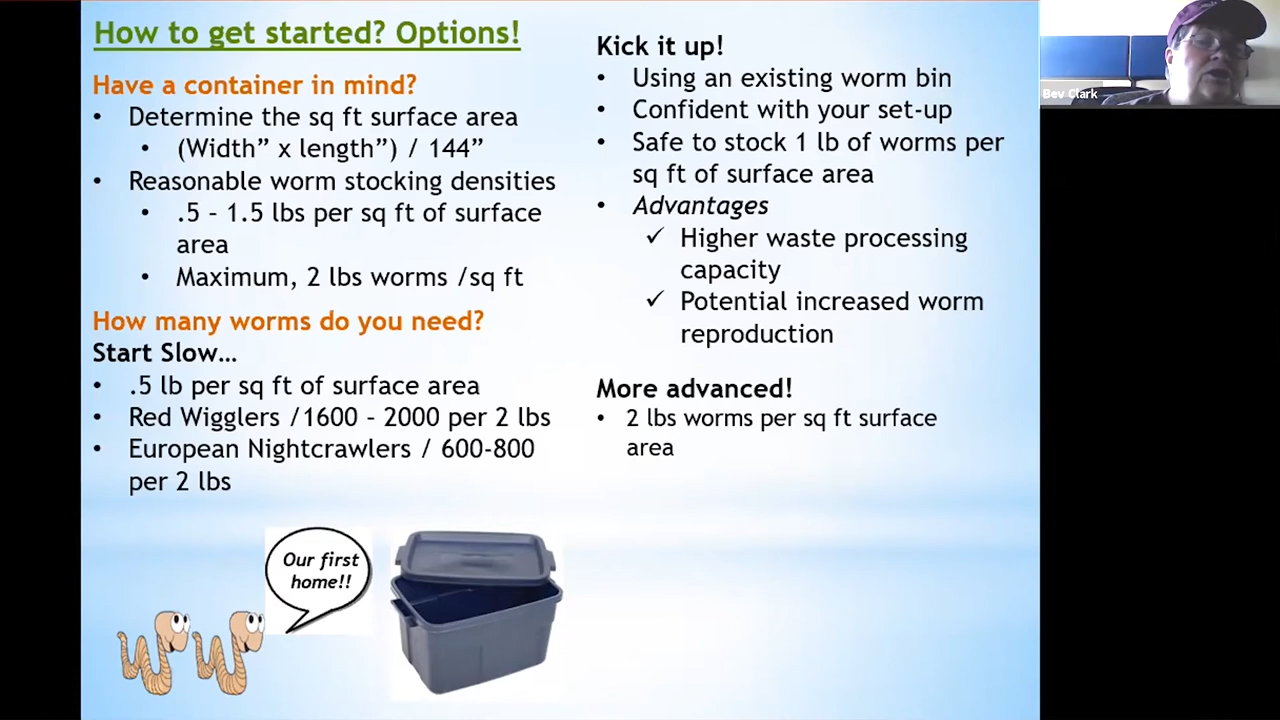 How to get started? Options!
Have a container in mind?
• Determine the sq ft surface area
• (Width” x length”) / 144”
• Reasonable worm stocking densities
• .5 – 1.5 lbs per sq ft of surface
area
• Maximum, 2 lbs worms /sq ft
How many worms do you need?
Start Slow…
• .5 lb per sq ft of surface area
• Red Wigglers /1600 – 2000 per 2 lbs
• European Nightcrawlers / 600-800
per 2 lbs
Our first
home!!
Kick it up!
• Using an existing worm bin
• Confident with your set-up
• Safe to stock 1 lb of worms per
sq ft of surface area
• Advantages
✓ Higher waste processing
capacity
✓ Potential increased worm
reproduction
More advanced!
• 2 lbs worms per sq ft surface
area
Bev Clark